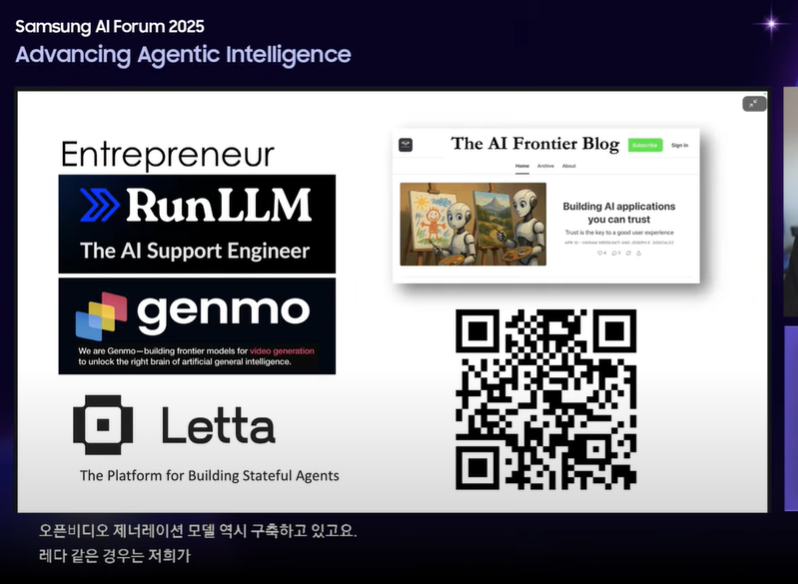 Samsung AI Forum 2025
Advancing Agentic Intelligence
Entrepreneur
RunLLM
The AI Support Engineer
genmo
We are Genmo—building frontier models for video generation
to unlock the right brain of artificial general intelligence.
Letta
The Platform for Building Stateful Agents
The AI Frontier Blog
Subscribe
Sign in
Home
Archive
About
Building AI applications
you can trust
Trust is the key to a good user experience
오픈비디오 제너레이션 모델 역시 구축하고 있고요.
레다 같은 경우는 저희가